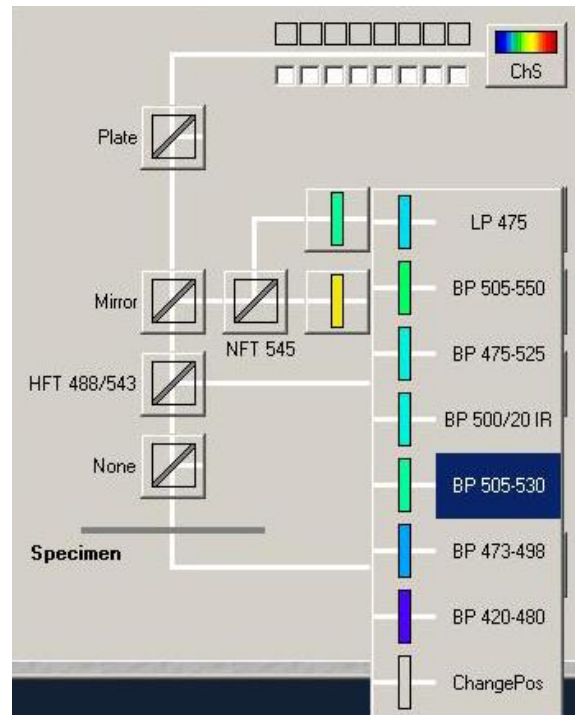 ChS
Plate
LP 475
BP 505-550
Mirror
NFT 545
BP 475-525
HFT 488/543
BP 500/20 IR
None
BP 505-530
Specimen
BP 473-498
BP 420-480
ChangePos